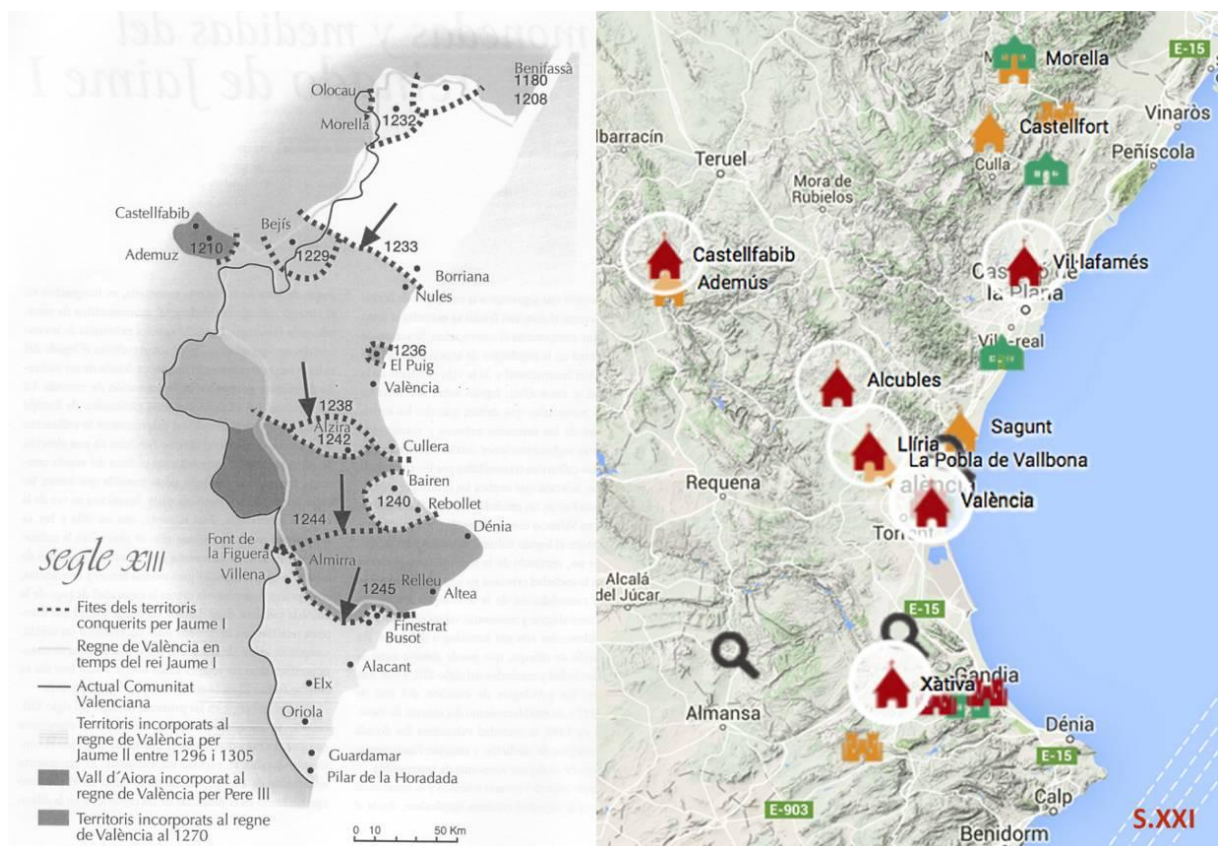 monedas y medidas del
reinado de Jaime I
Benifassà
1180
1208
Olocau
Morella
1232
Castellfabib
Bejís
1210
Ademuz
1229
1233
Borriana
Nules
1236
El Puig
València
1238
Alzira
1242
Cullera
Bairen
1240
Rebollet
1244
Dénia
Font de
la Figuera
Almirra
Villena
Relleu
1245
Altea
Finestrat
Busot
Alacant
Elx
Oriola
Guardamar
Pilar de la Horadada
0 10 50 Km
segle XIII
Fites dels territoris
conquerits per Jaume I
Regne de València en
temps del rei Jaume I
Actual Comunitat
Valenciana
Territoris incorporats al
regne de València per
Jaume II entre 1296 i 1305
Vall d´Aiora incorporat al
regne de València per Pere III
Territoris incorporats al regne
de València al 1270
E-15
Morella
Vinaròs
Castellfort
Peñíscola
Culla
Teruel
Mora de
Rubielos
Castellfabib
Ademús
Vil·lafamés
la Plana
Alcubles
Sagunt
Llíria
La Pobla de Vallbona
València
Requena
Alcalá
del Júcar
E-15
Xàtiva
Gandia
Almansa
Dénia
E-15
Calp
E-903
Benidorm
S.XXI